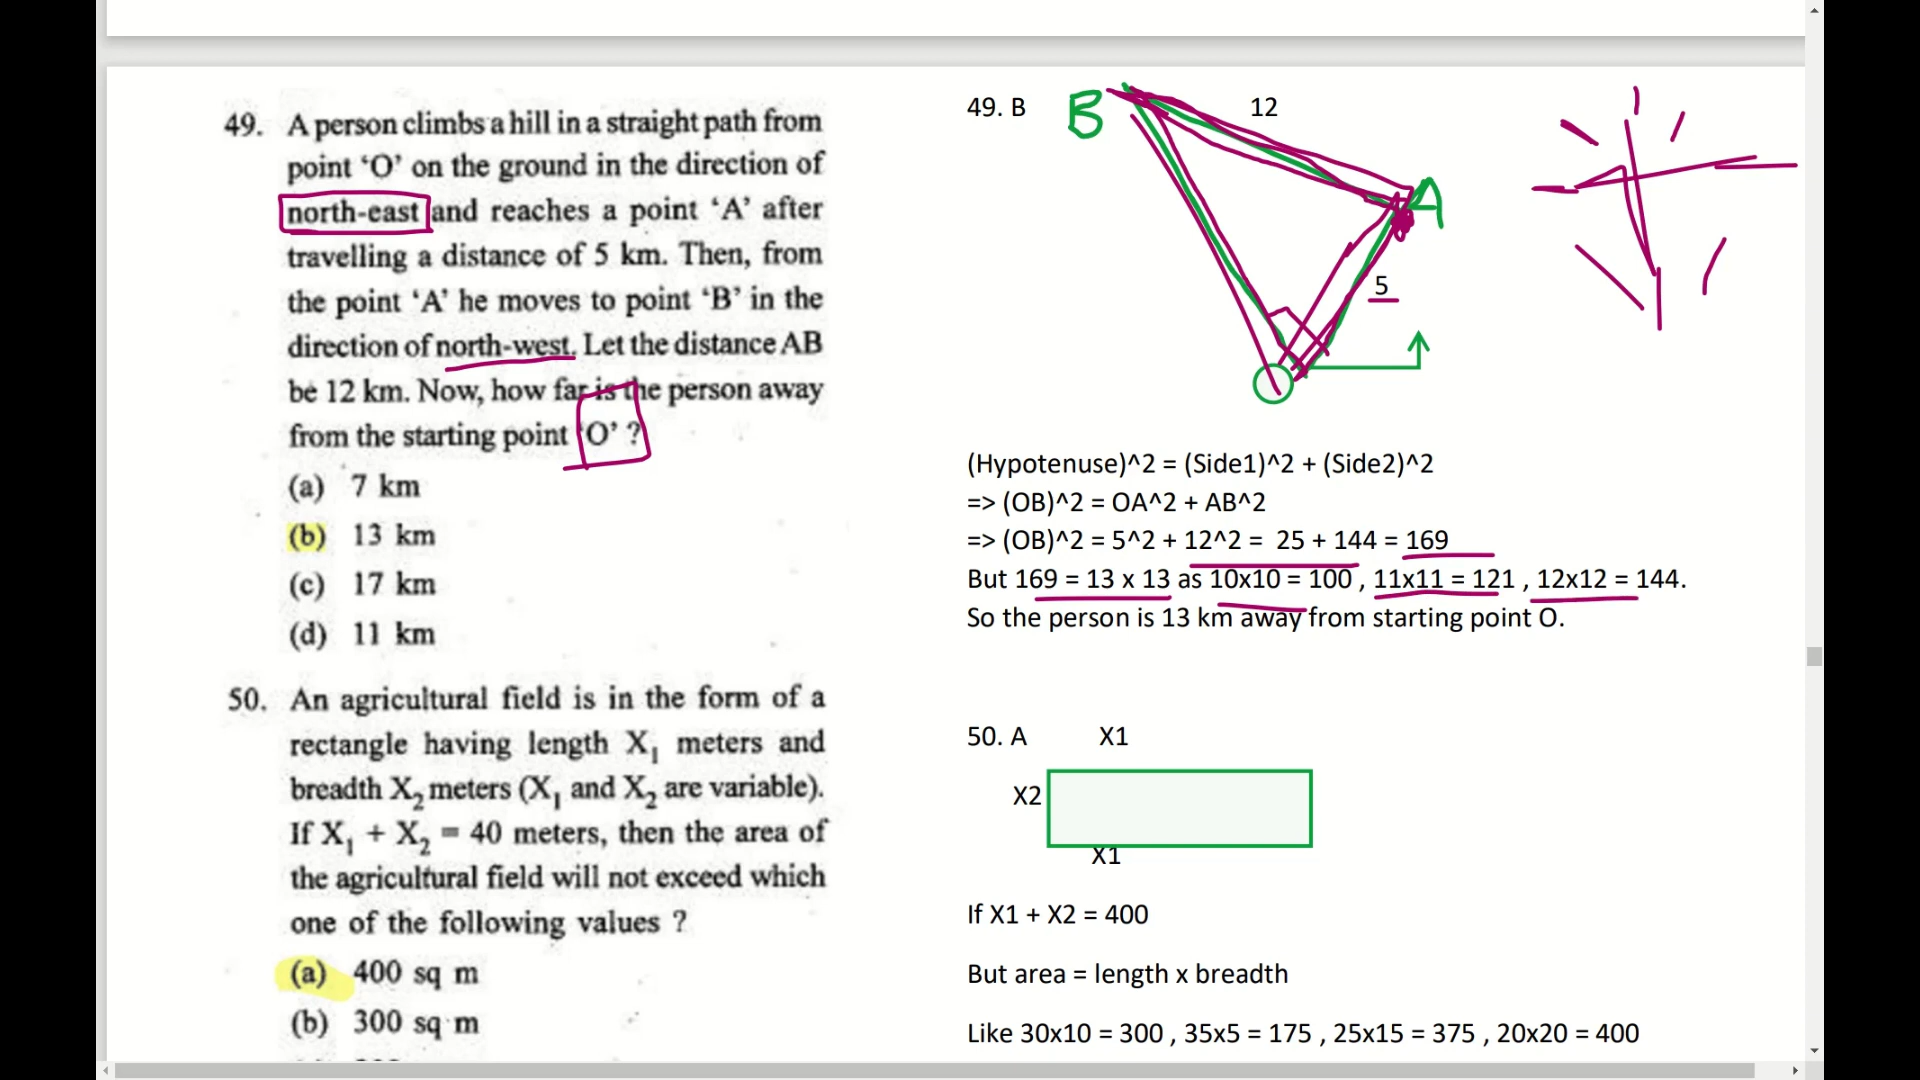 49. A person climbs a hill in a straight path from
point ‘O’ on the ground in the direction of
north-east and reaches a point ‘A’ after
travelling a distance of 5 km. Then, from
the point ‘A’ he moves to point ‘B’ in the
direction of north-west. Let the distance AB
be 12 km. Now, how far is the person away
from the starting point ‘O’ ?
(a) 7 km
(b) 13 km
(c) 17 km
(d) 11 km
50. An agricultural field is in the form of a
rectangle having length X₁ meters and
breadth X₂ meters (X₁ and X₂ are variable).
If X₁ + X₂ = 40 meters, then the area of
the agricultural field will not exceed which
one of the following values ?
(a) 400 sq m
(b) 300 sq m
49. B
B
12
A
5
(Hypotenuse)^2 = (Side1)^2 + (Side2)^2
=> (OB)^2 = OA^2 + AB^2
=> (OB)^2 = 5^2 + 12^2 = 25 + 144 = 169
But 169 = 13 x 13 as 10x10 = 100 , 11x11 = 121 , 12x12 = 144.
So the person is 13 km away from starting point O.
50. A X1
X2
X1
If X1 + X2 = 400
But area = length x breadth
Like 30x10 = 300 , 35x5 = 175 , 25x15 = 375 , 20x20 = 400